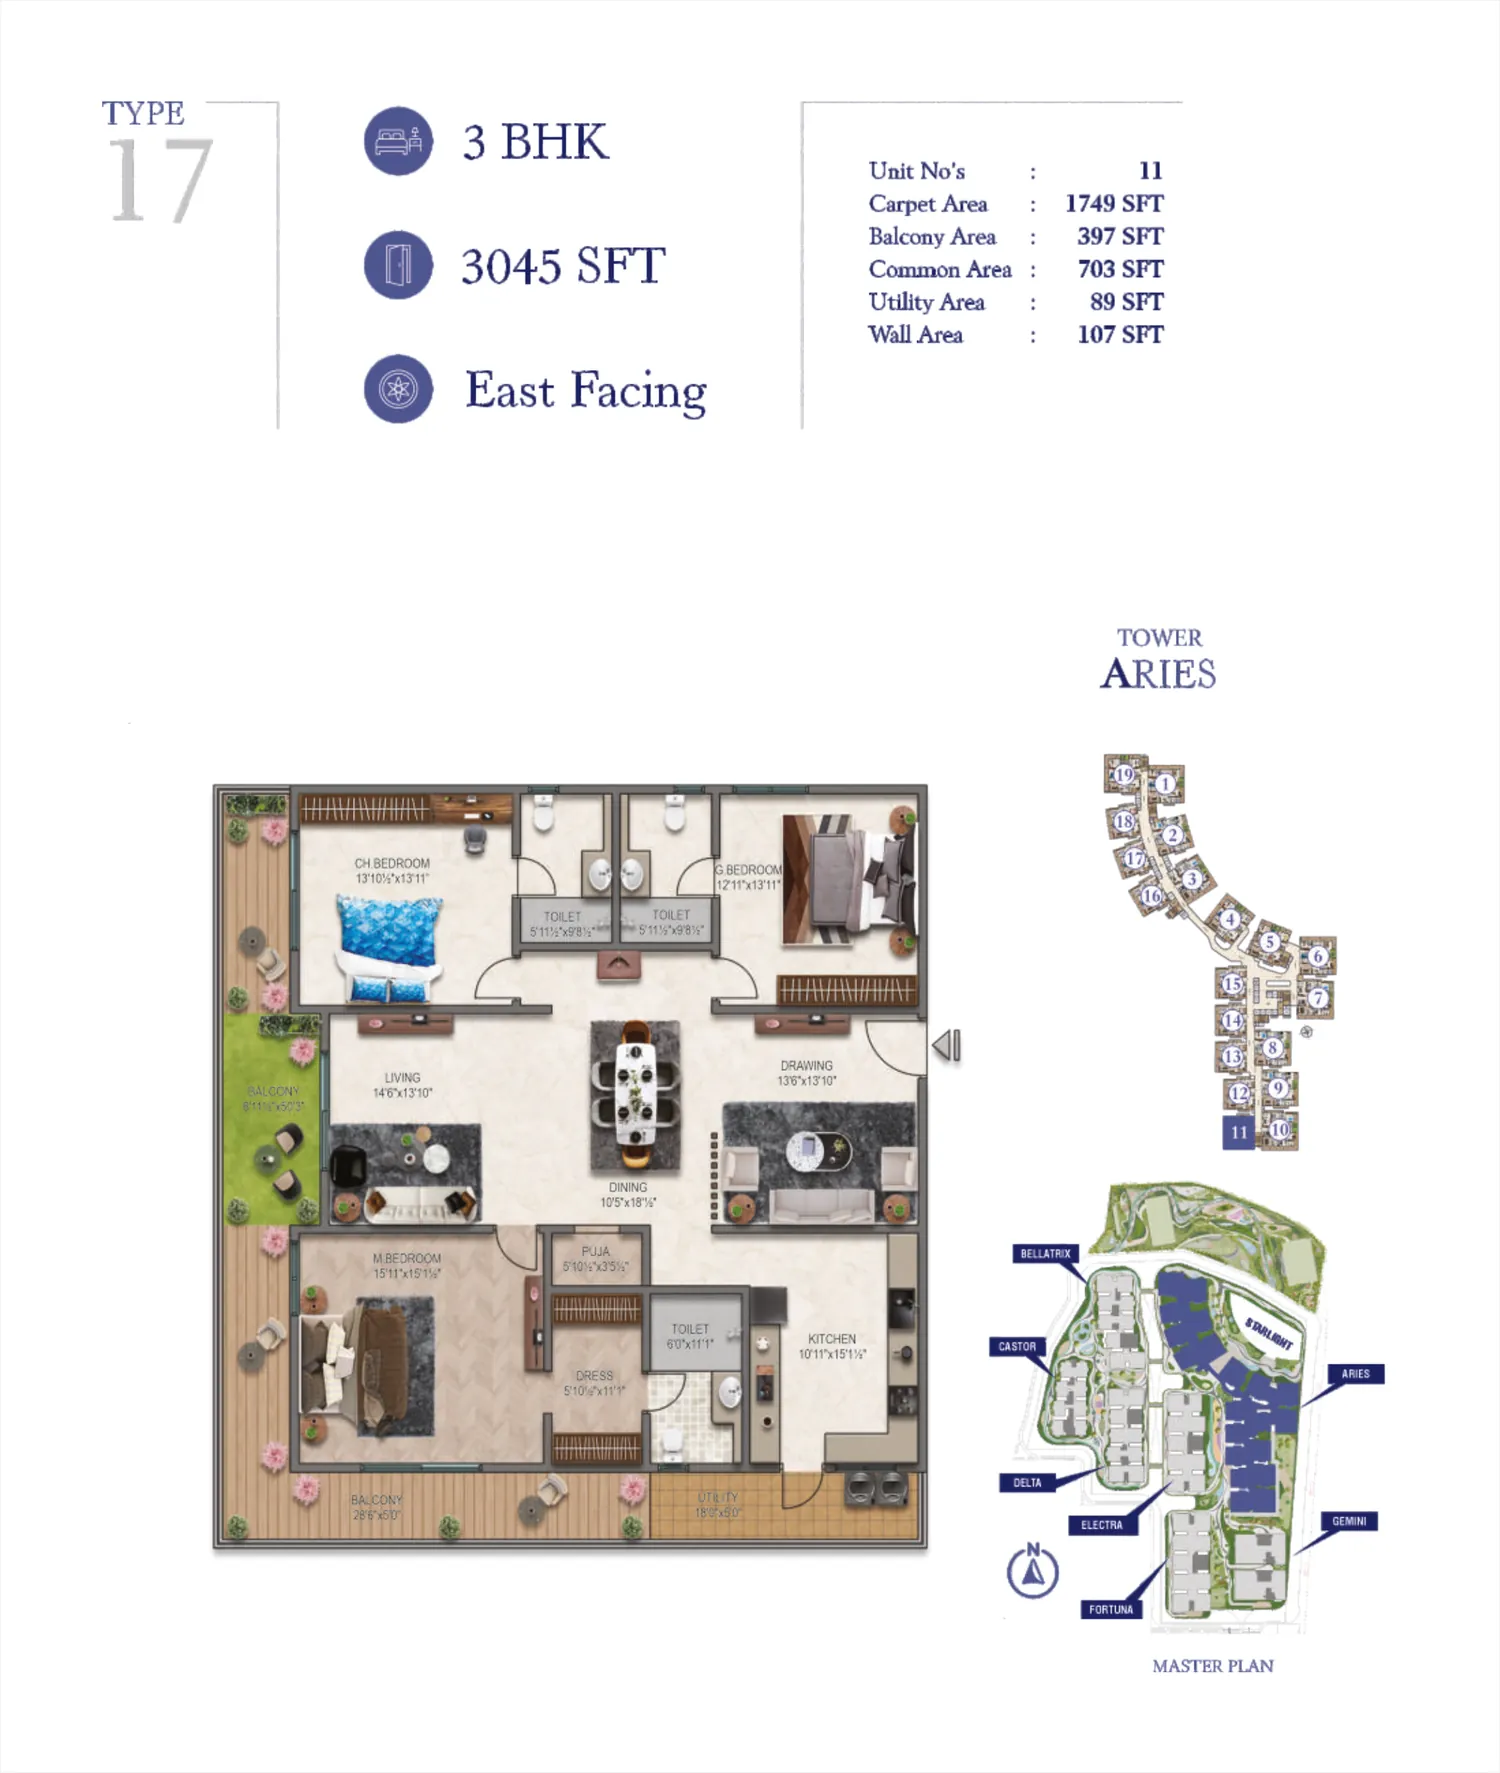 TYPE
17
3 BHK
3045 SFT
East Facing
Unit No's : 11
Carpet Area : 1749 SFT
Balcony Area : 397 SFT
Common Area : 703 SFT
Utility Area : 89 SFT
Wall Area : 107 SFT
TOWER
ARIES
19
1
18
2
17
3
16
4
5
6
15
7
14
8
13
9
12
11
10
CH.BEDROOM
13'10½"x13'11"
TOILET
5'11½"x9'8½"
TOILET
5'11½"x9'8½"
G.BEDROOM
12'11"x13'11"
LIVING
14'6"x13'10"
DRAWING
13'6"x13'10"
BALCONY
DINING
M.BEDROOM
15'11"x15'1½"
PUJA
5'10½"x3'5½"
TOILET
6'0"x11'1"
KITCHEN
10'11"x15'1½"
DRESS
5'10½"x11'1"
BALCONY
28'6"x5'0"
UTILITY
18'0"x5'0"
BELLATRIX
STARLIGHT
CASTOR
ARIES
DELTA
ELECTRA
GEMINI
N
FORTUNA
MASTER PLAN